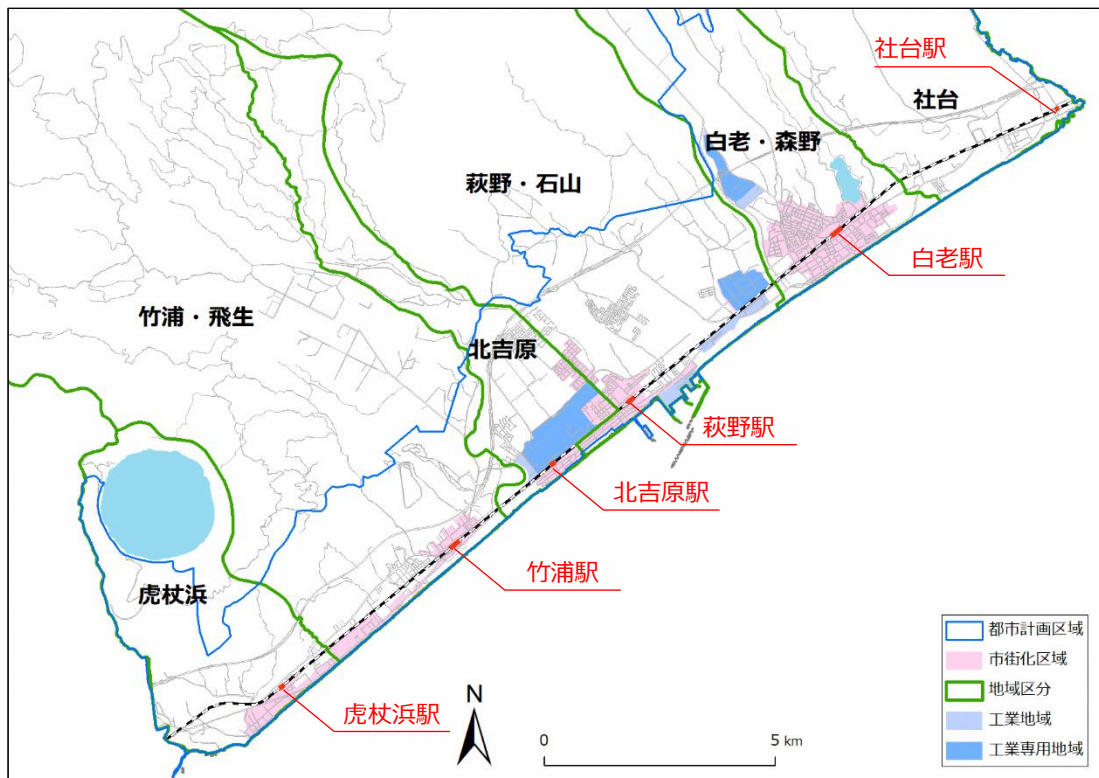 社台駅
社台
白老・森野
萩野・石山
白老駅
竹浦・飛生
北吉原
萩野駅
北吉原駅
竹浦駅
虎杖浜
虎杖浜駅
N
0
5 km
都市計画区域
市街化区域
地域区分
工業地域
工業専用地域